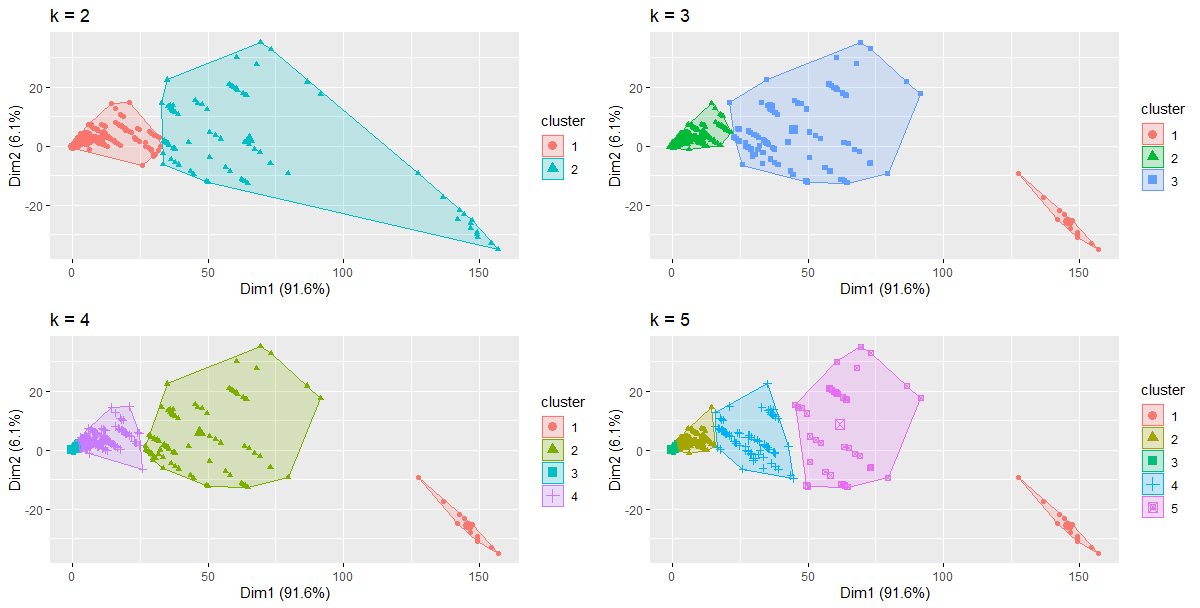 k = 2
20
0
-20
Dim2 (6.1%)
0
50
100
150
Dim1 (91.6%)
cluster
1
2
k = 3
20
0
-20
Dim2 (6.1%)
0
50
100
150
Dim1 (91.6%)
cluster
1
2
3
k = 4
20
0
-20
Dim2 (6.1%)
0
50
100
150
Dim1 (91.6%)
cluster
1
2
3
4
k = 5
20
0
-20
Dim2 (6.1%)
0
50
100
150
Dim1 (91.6%)
cluster
1
2
3
4
5